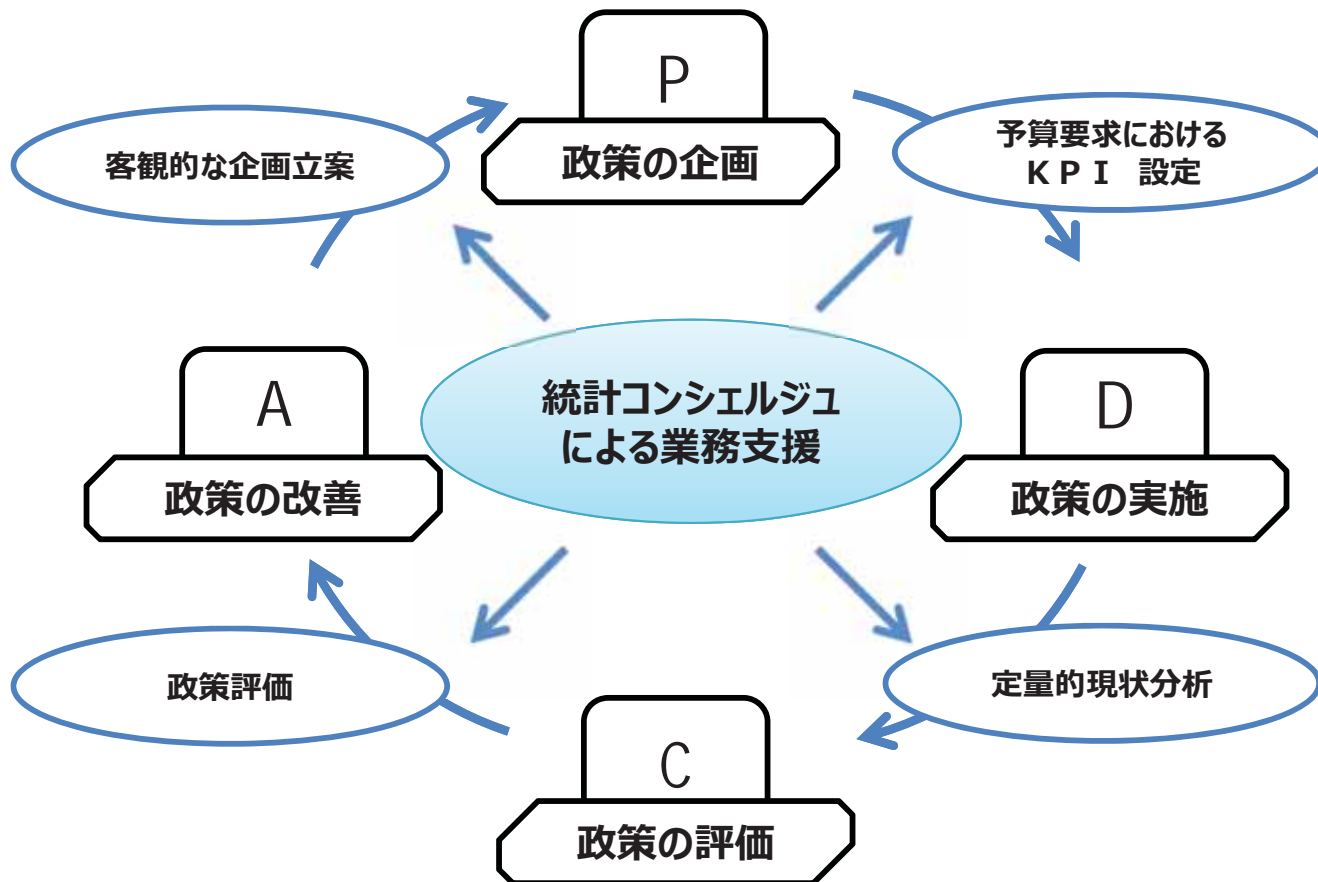 P
政策の企画
客観的な企画立案
予算要求における
ＫＰＩ　設定
統計コンシェルジュ
による業務支援
A
政策の改善
D
政策の実施
政策評価
定量的現状分析
C
政策の評価